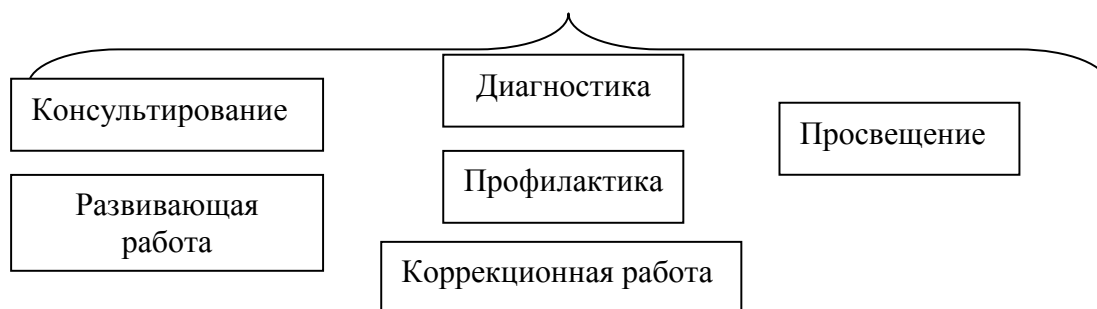 Консультирование
Диагностика
Просвещение
Развивающая
работа
Профилактика
Коррекционная работа